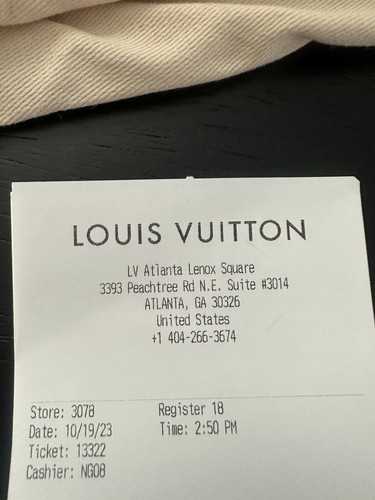 LOUIS VUITTON
LV Atlanta Lenox Square
3393 Peachtree Rd N.E. Suite #3014
ATLANTA, GA 30326
United States
+1 404-266-3674
Store: 3078 Register 18
Date: 10/19/23 Time: 2:50 PM
Ticket: 13322
Cashier: NG08